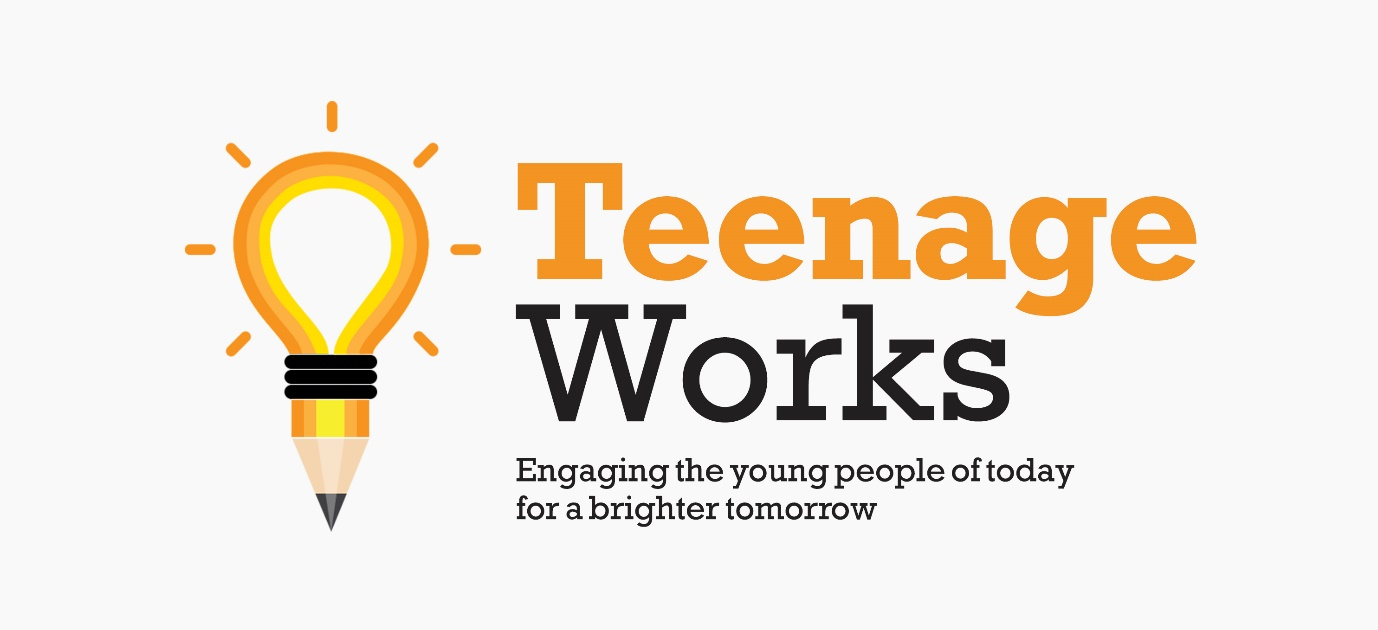 Teenage
Works
Engaging the young people of today
for a brighter tomorrow